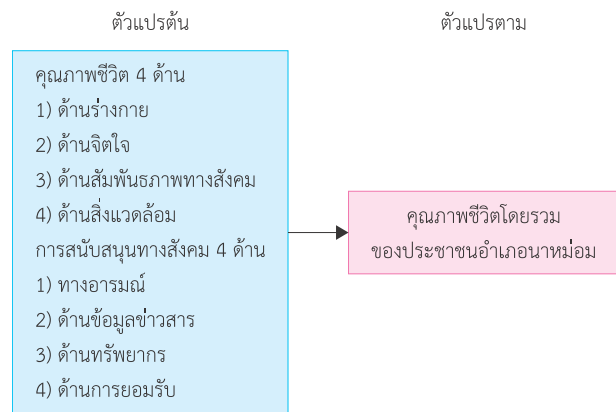 ตัวแปรต้น
ตัวแปรตาม
คุณภาพชีวิต 4 ด้าน
1) ด้านร่างกาย
2) ด้านจิตใจ
3) ด้านสัมพันธภาพทางสังคม
4) ด้านสิ่งแวดล้อม
การสนับสนุนทางสังคม 4 ด้าน
1) ทางอารมณ์
2) ด้านข้อมูลข่าวสาร
3) ด้านทรัพยากร
4) ด้านการยอมรับ
คุณภาพชีวิตโดยรวม
ของประชาชนอำเภอนาหม่อม